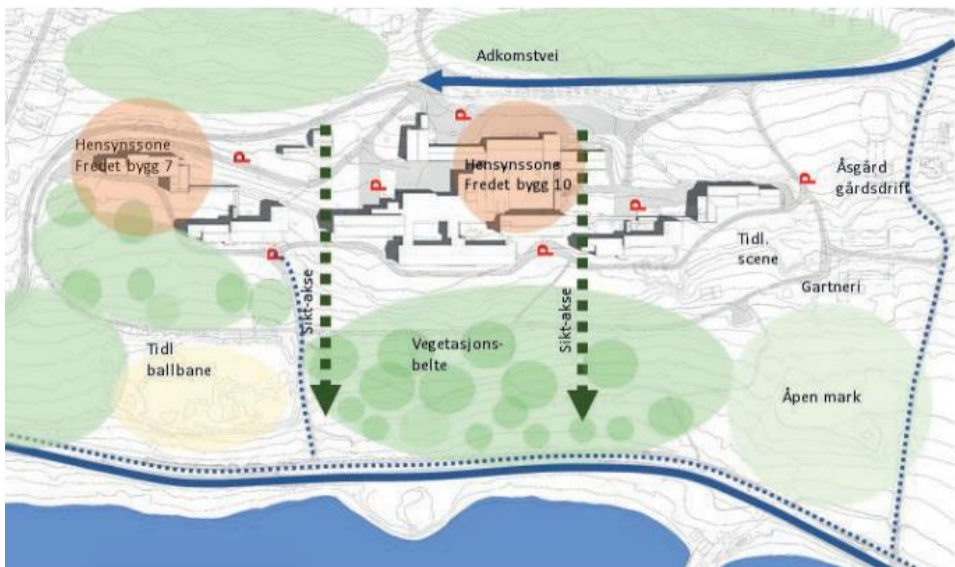 Adkomstvei
P
Hensynssone
Fredet bygg 7
P
Hensynssone
Fredet bygg 10
P
P
Åsgård
gårdsdrift
P
P
P
Tidl.
scene
Gartneri
Sikt-akse
Sikt-akse
Vegetasjons-
belte
Tidl
ballbane
Åpen mark